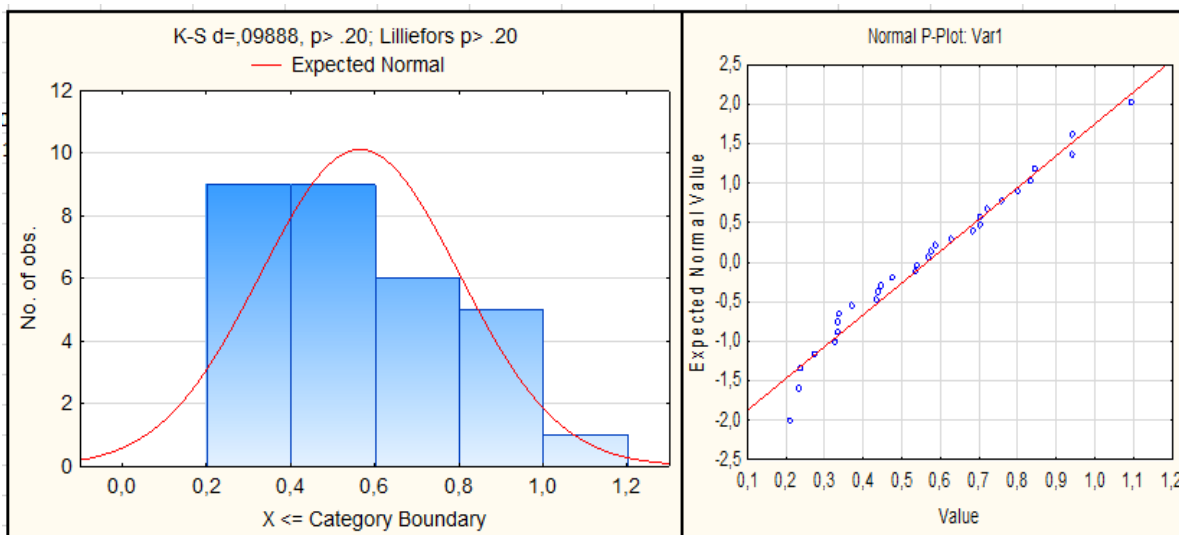 K-S d=,09888, p> .20; Lilliefors p> .20
Expected Normal
No. of obs.
12
10
8
6
4
2
0
0,0 0,2 0,4 0,6 0,8 1,0 1,2
X <= Category Boundary
Normal P-Plot: Var1
Expected Normal Value
2,5
2,0
1,5
1,0
0,5
0,0
-0,5
-1,0
-1,5
-2,0
-2,5
0,1 0,2 0,3 0,4 0,5 0,6 0,7 0,8 0,9 1,0 1,1 1,2
Value